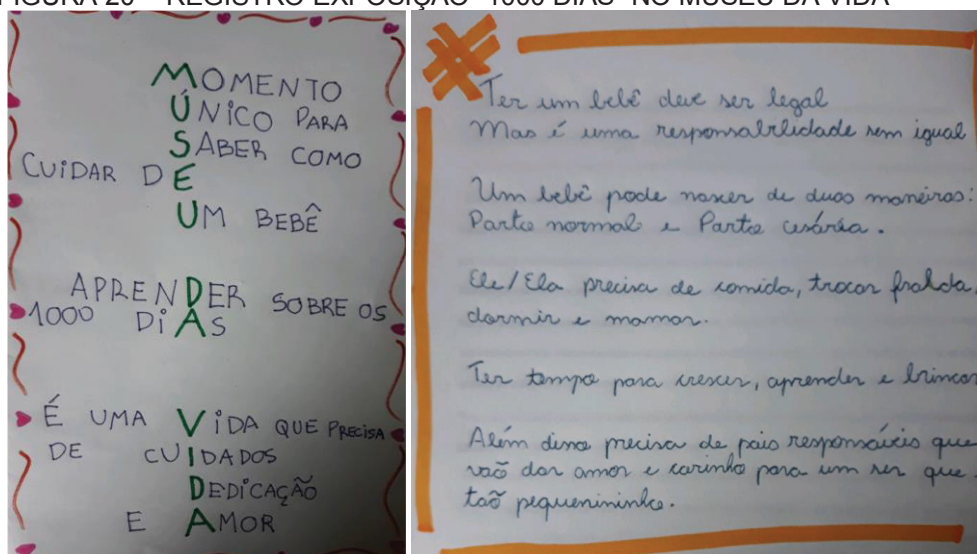 FIGURA 20 – REGISTRO EXPOSIÇÃO "1000 DIAS" NO MUSEU DA VIDA
MOMENTO
ÚNICO PARA
SABER COMO
CUIDAR DE
UM BEBÊ
APRENDER SOBRE OS
1000 DIAS
É UMA VIDA QUE PRECISA
DE CUIDADOS
DEDICAÇÃO
E AMOR
Ter um bebê deve ser legal
Mas é uma responsabilidade sem igual
Um bebê pode nascer de duas maneiras:
Parto normal e Parto cesárea.
Ele/Ela precisa de comida, trocar fralda,
dormir e mamar.
Ter tempo para crescer, aprender e brincar
Além disso precisa de pais responsáveis que
vaõ dar amor e carinho para um ser que
taõ pequenininho.